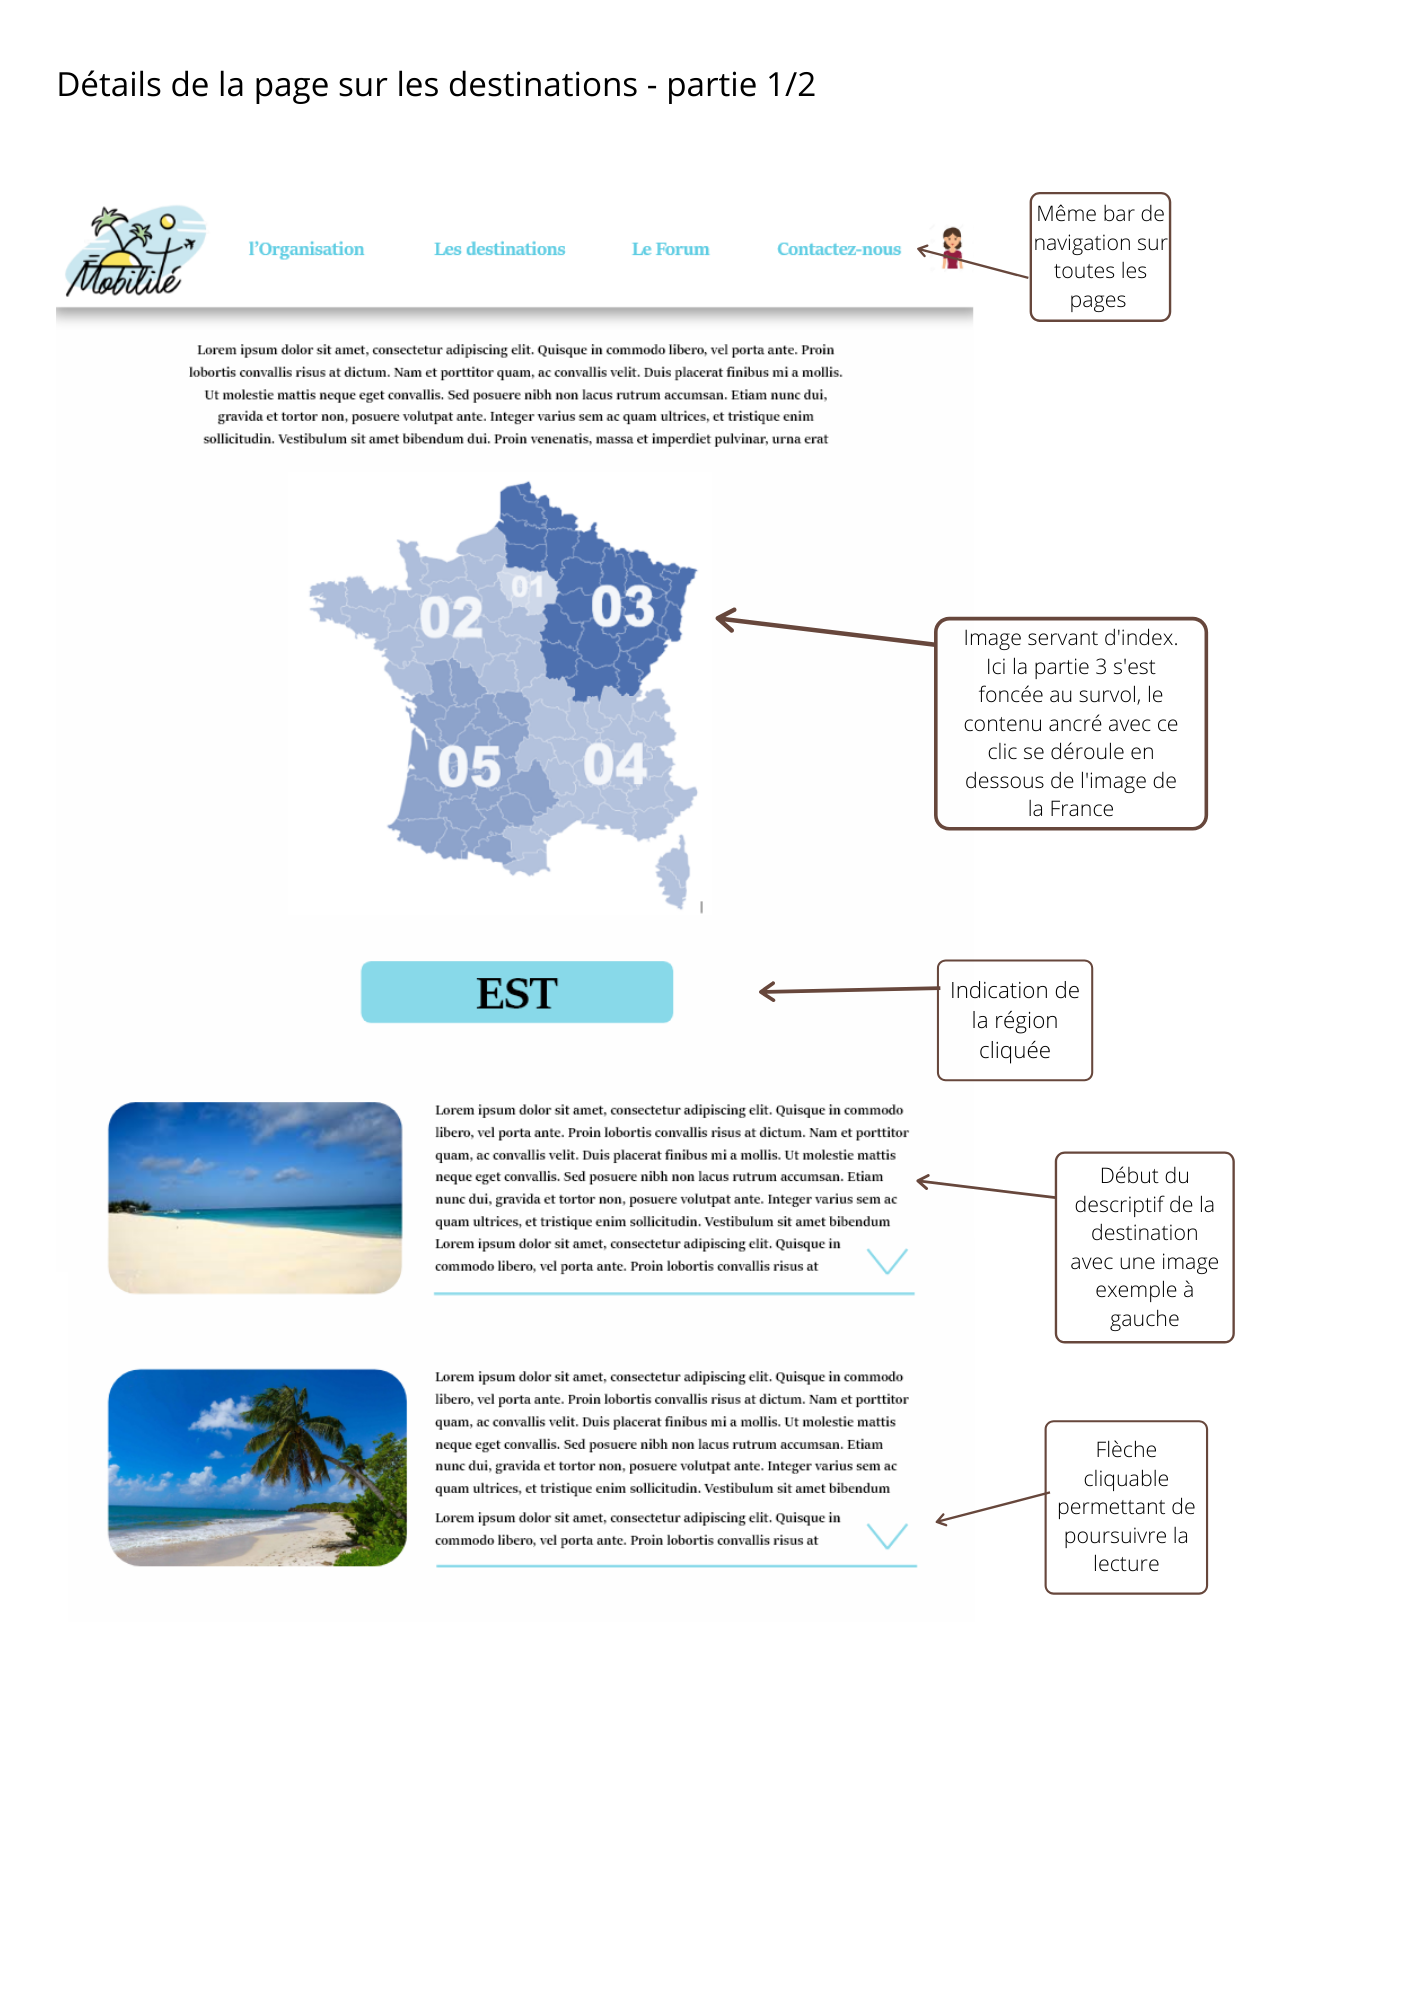 Détails de la page sur les destinations - partie 1/2
Mobilité
l'Organisation
Les destinations
Le Forum
Contactez-nous
Même bar de
navigation sur
toutes les
pages
Lorem ipsum dolor sit amet, consectetur adipiscing elit. Quisque in commodo libero, vel porta ante. Proin
lobortis convallis risus at dictum. Nam et porttitor quam, ac convallis velit. Duis placerat finibus mi a mollis.
Ut molestie mattis neque eget convallis. Sed posuere nibh non lacus rutrum accumsan. Etiam nunc dui,
gravida et tortor non, posuere volutpat ante. Integer varius sem ac quam ultrices, et tristique enim
sollicitudin. Vestibulum sit amet bibendum dui. Proin venenatis, massa et imperdiet pulvinar, urna erat
01
02
03
05
04
Image servant d'index.
Ici la partie 3 s'est
foncée au survol, le
contenu ancré avec ce
clic se déroule en
dessous de l'image de
la France
EST
Indication de
la région
cliquée
Lorem ipsum dolor sit amet, consectetur adipiscing elit. Quisque in commodo
libero, vel porta ante. Proin lobortis convallis risus at dictum. Nam et porttitor
quam, ac convallis velit. Duis placerat finibus mi a mollis. Ut molestie mattis
neque eget convallis. Sed posuere nibh non lacus rutrum accumsan. Etiam
nunc dui, gravida et tortor non, posuere volutpat ante. Integer varius sem ac
quam ultrices, et tristique enim sollicitudin. Vestibulum sit amet bibendum
Lorem ipsum dolor sit amet, consectetur adipiscing elit. Quisque in
commodo libero, vel porta ante. Proin lobortis convallis risus at
Début du
descriptif de la
destination
avec une image
exemple à
gauche
Lorem ipsum dolor sit amet, consectetur adipiscing elit. Quisque in commodo
libero, vel porta ante. Proin lobortis convallis risus at dictum. Nam et porttitor
quam, ac convallis velit. Duis placerat finibus mi a mollis. Ut molestie mattis
neque eget convallis. Sed posuere nibh non lacus rutrum accumsan. Etiam
nunc dui, gravida et tortor non, posuere volutpat ante. Integer varius sem ac
quam ultrices, et tristique enim sollicitudin. Vestibulum sit amet bibendum
Lorem ipsum dolor sit amet, consectetur adipiscing elit. Quisque in
commodo libero, vel porta ante. Proin lobortis convallis risus at
Flèche
cliquable
permettant de
poursuivre la
lecture